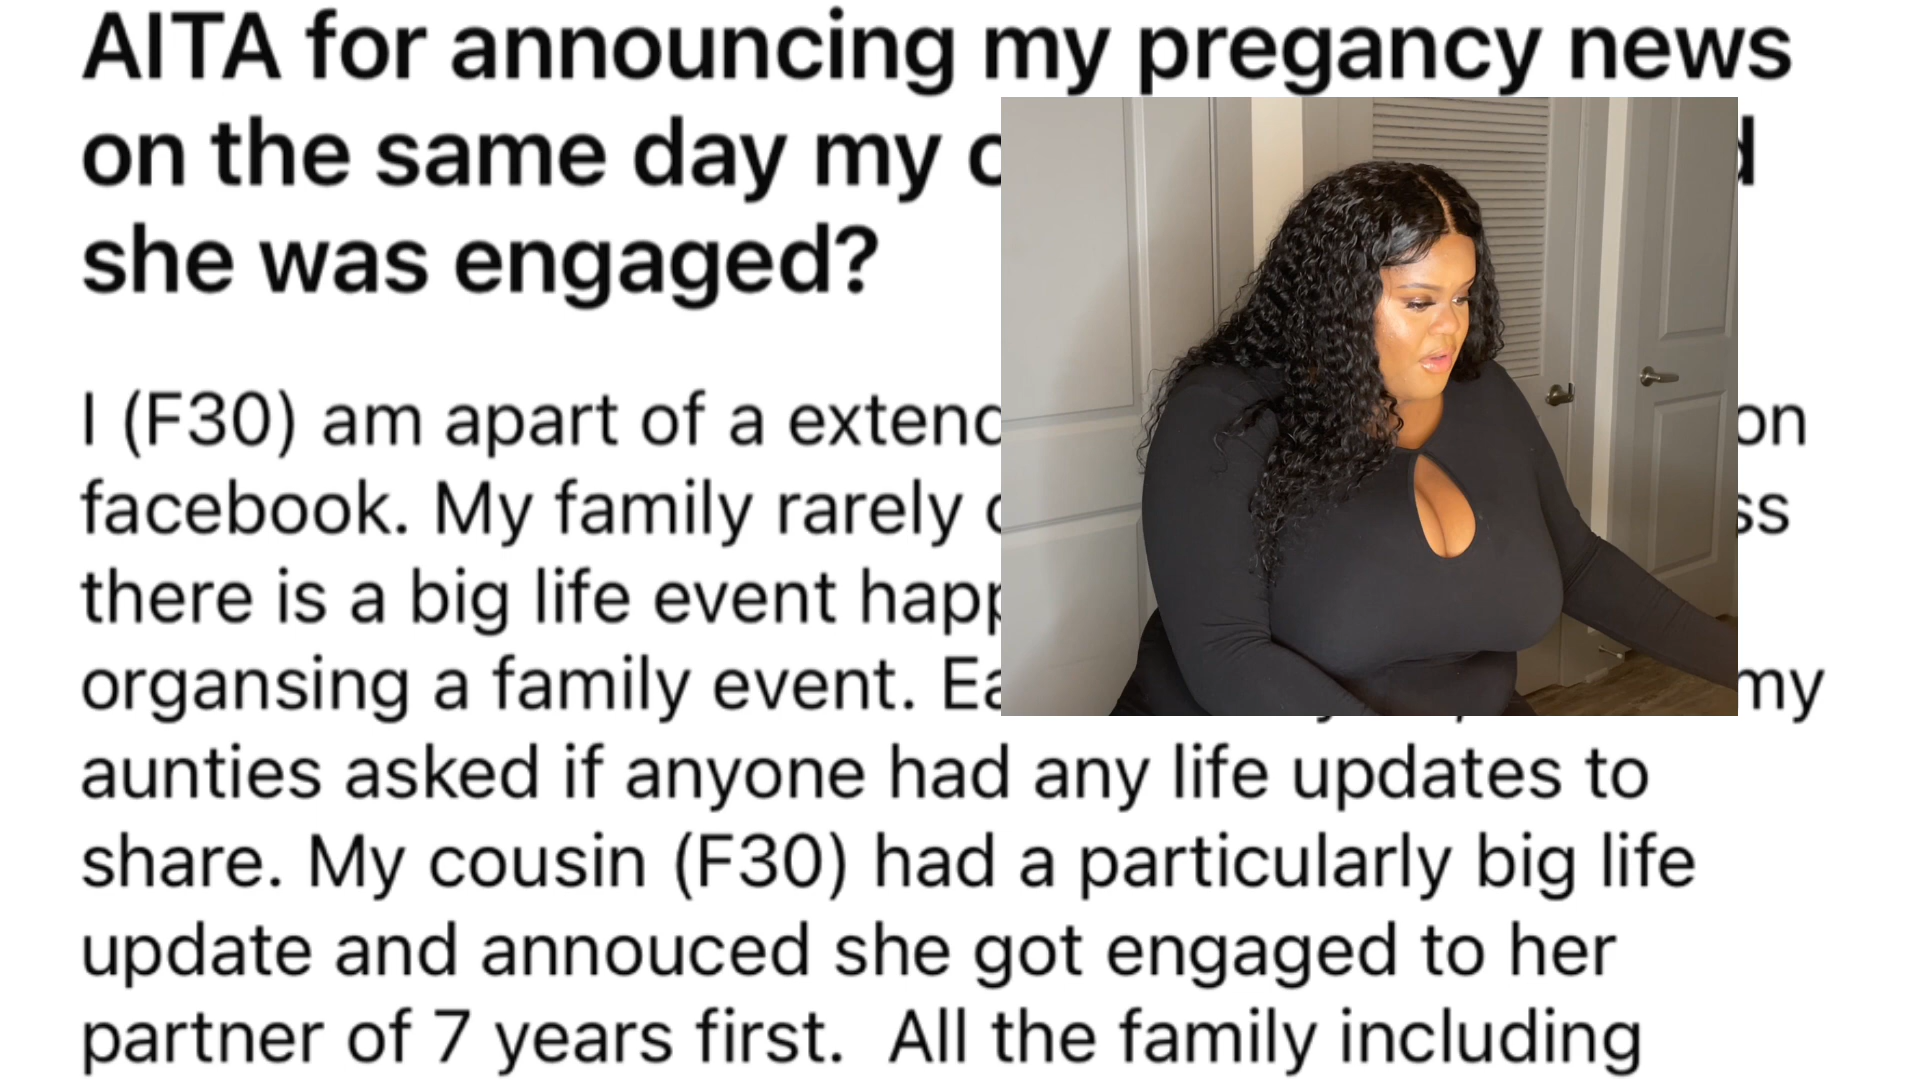 AITA for announcing my pregancy news
on the same day my
she was engaged?
I (F30) am apart of a on
facebook. My family rarely
there is a big life event
organsing a family event. my
aunties asked if anyone had any life updates to
share. My cousin (F30) had a particularly big life
update and annouced she got engaged to her
partner of 7 years first. All the family including